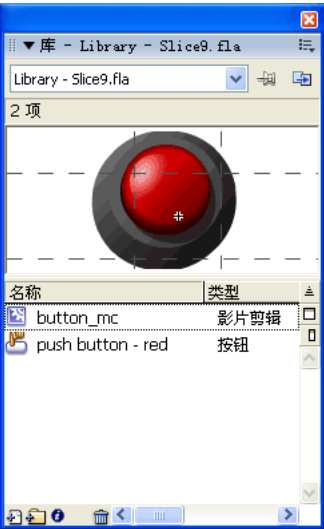 库 - Library - Slice9.fla
Library - Slice9.fla
2 项
名称 类型
button_mc 影片剪辑
push button - red 按钮